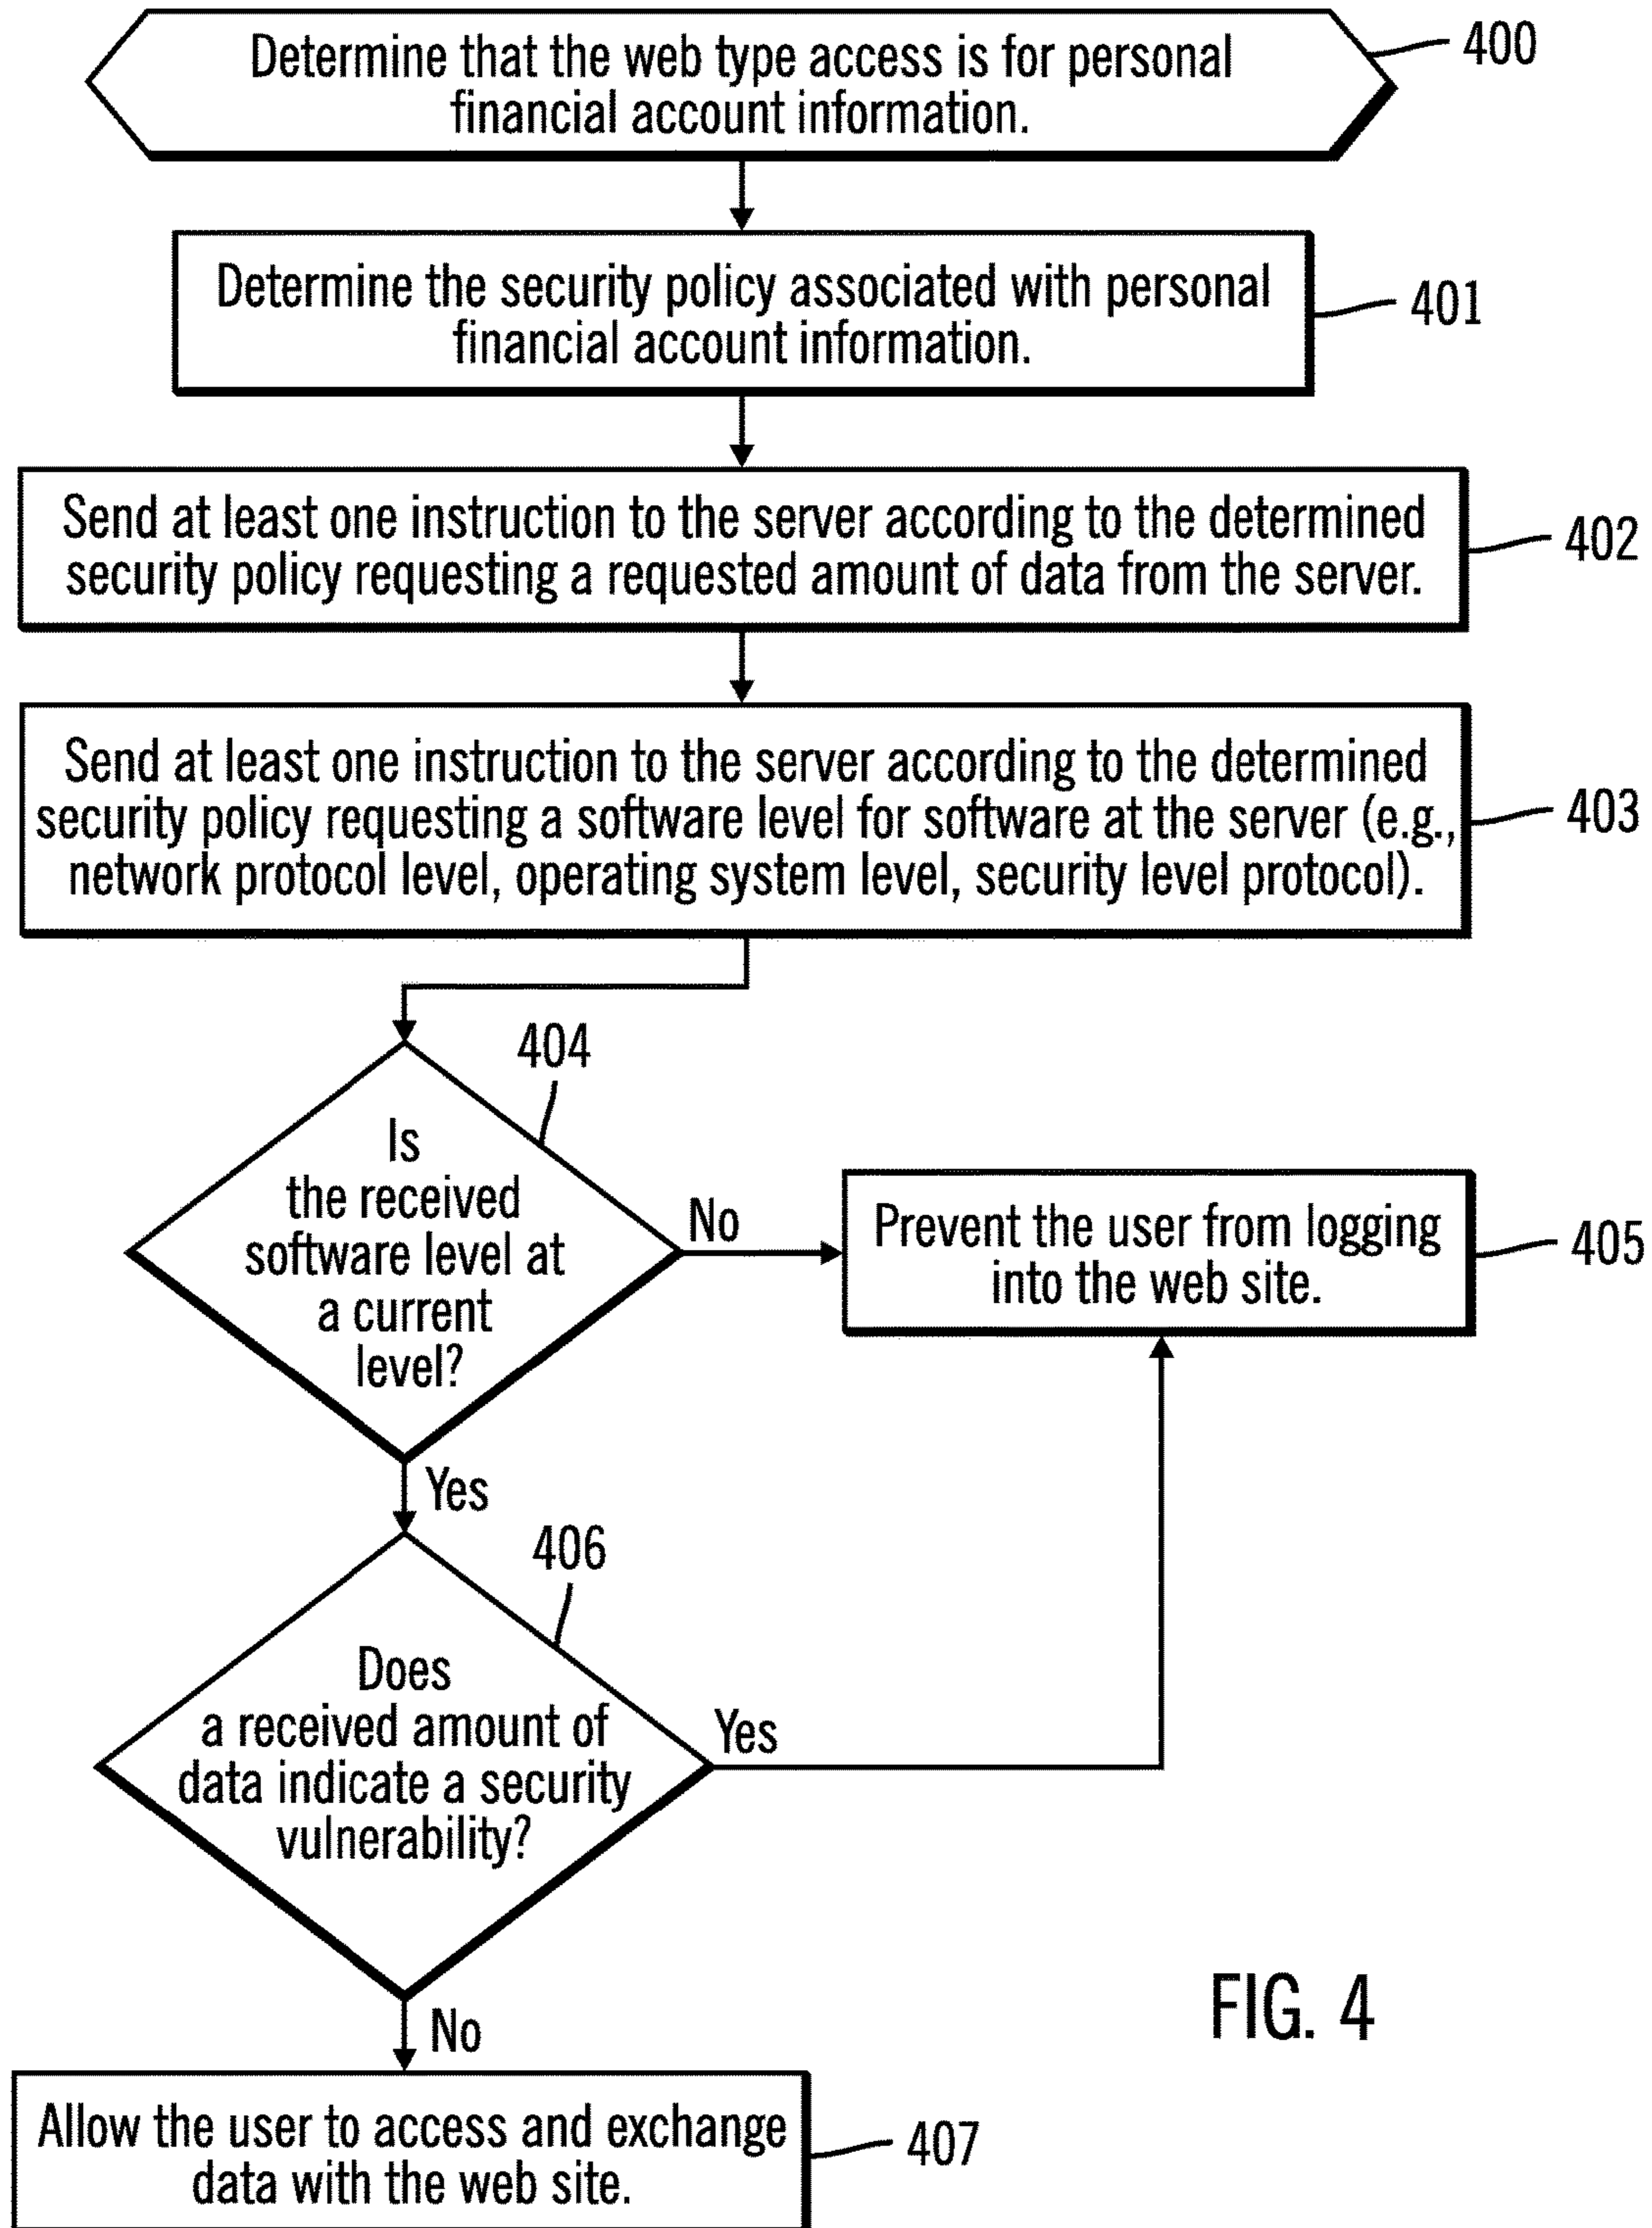 Determine that the web type access is for personal
financial account information.
400
Determine the security policy associated with personal
financial account information.
401
Send at least one instruction to the server according to the determined
security policy requesting a requested amount of data from the server.
402
Send at least one instruction to the server according to the determined
security policy requesting a software level for software at the server (e.g.,
network protocol level, operating system level, security level protocol).
403
404
Is
the received
software level at
a current
level?
No
Prevent the user from logging
into the web site.
405
Yes
406
Does
a received amount of
data indicate a security
vulnerability?
Yes
No
Allow the user to access and exchange
data with the web site.
407
FIG. 4